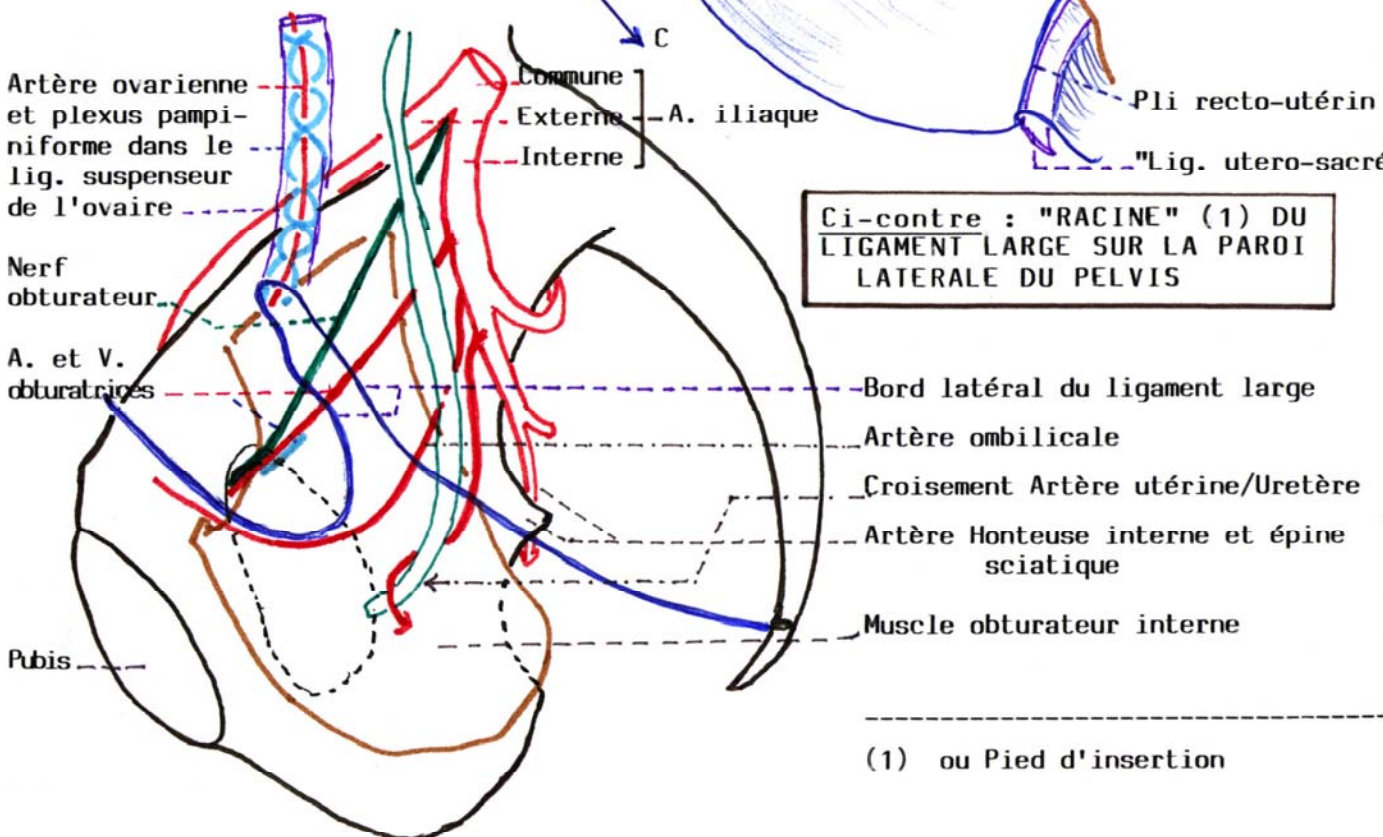 C
Artère ovarienne
et plexus pampi-
niforme dans le
lig. suspenseur
de l'ovaire
Commune
Externe
A. iliaque
Interne
Pli recto-utérin
"Lig. utero-sacré
Ci-contre : "RACINE" (1) DU
LIGAMENT LARGE SUR LA PAROI
LATERALE DU PELVIS
Nerf
obturateur
A. et V.
obturatrices
Bord latéral du ligament large
Artère ombilicale
Croisement Artère utérine/Uretère
Artère Honteuse interne et épine
sciatique
Muscle obturateur interne
Pubis
(1) ou Pied d'insertion